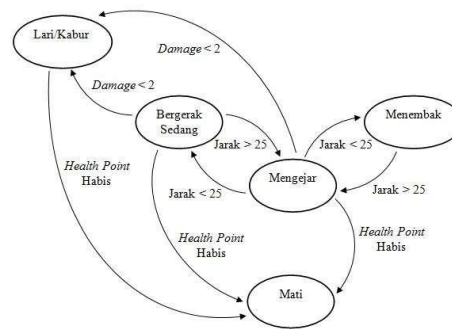 Lari/Kabur
Damage < 2
Damage < 2
Bergerak
Sedang
Menembak
Jarak > 25
Jarak < 25
Mengejar
Jarak < 25
Jarak > 25
Health Point
Habis
Health Point
Habis
Health Point
Habis
Mati